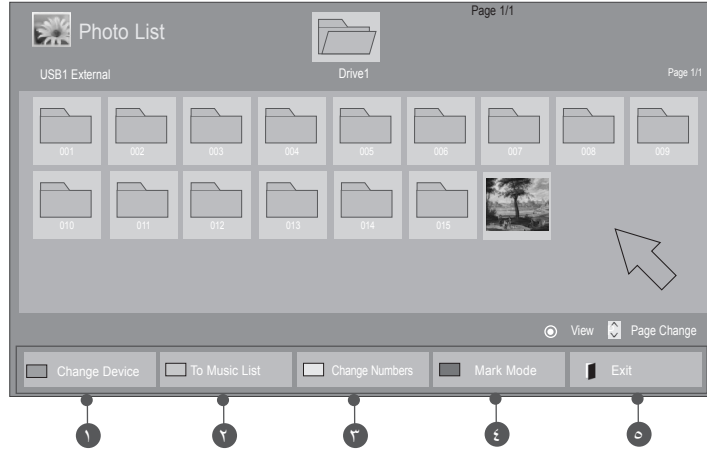 Page 1/1
Photo List
USB1 External Drive1 Page 1/1
001 002 003 004 005 006 007 008 009
010 011 012 013 014 015
View Page Change
Change Device To Music List Change Numbers Mark Mode Exit
١ ٢ ٣ ٤ ٥